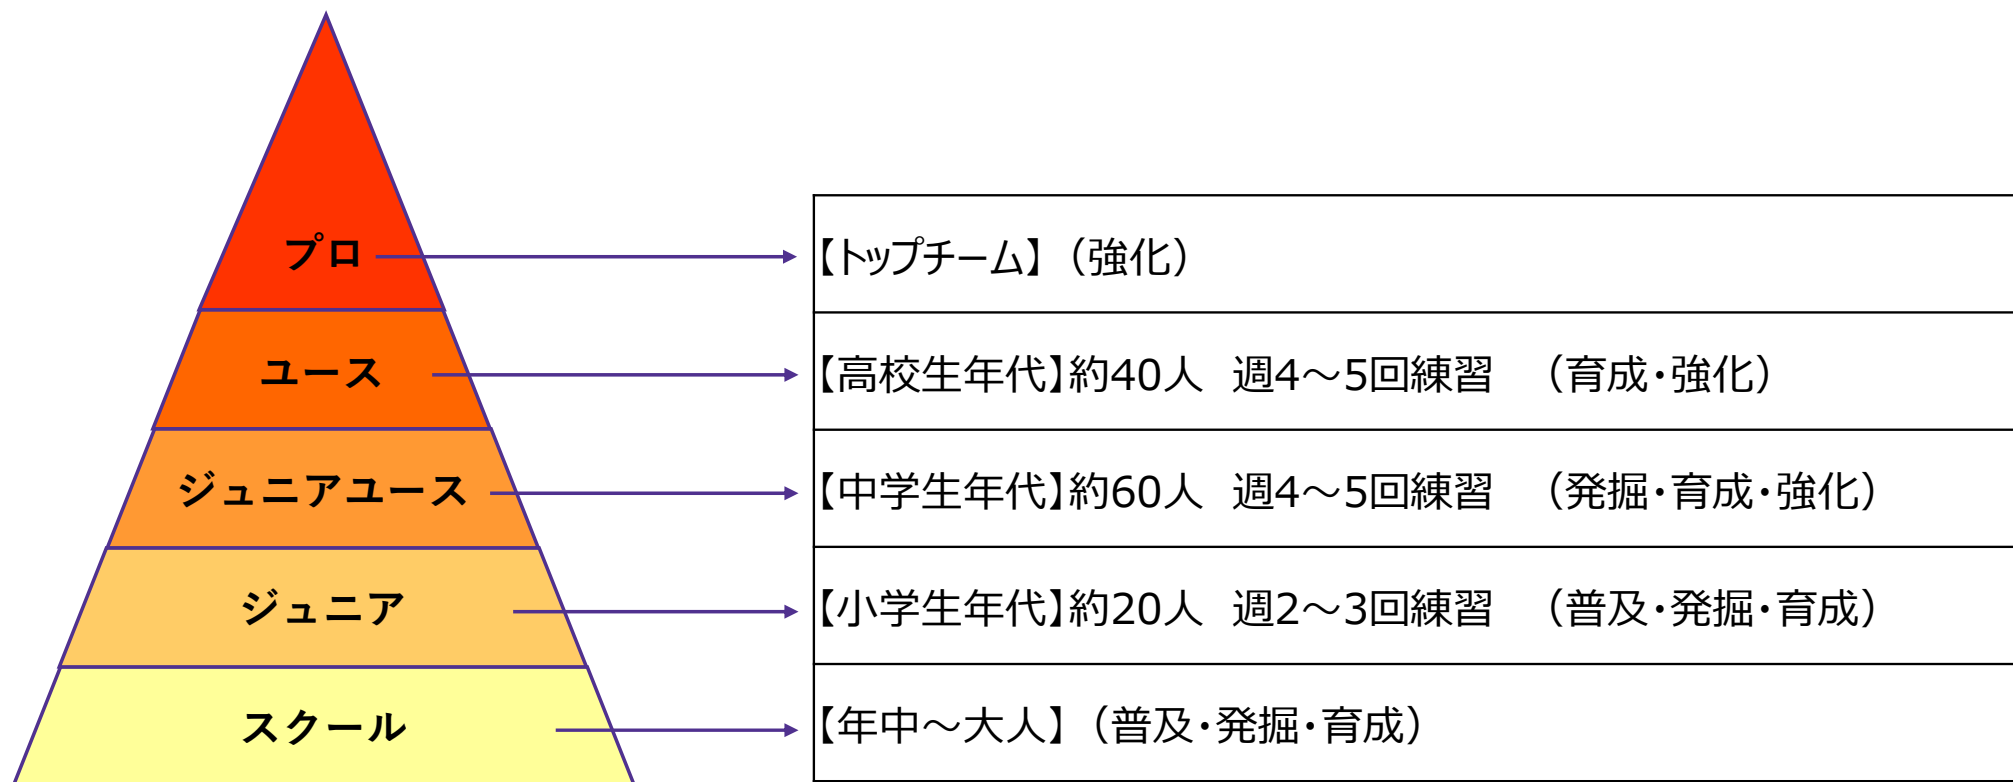 プロ
【トップチーム】（強化）
ユース
【高校生年代】約40人　週4～5回練習　（育成・強化）
ジュニアユース
【中学生年代】約60人　週4～5回練習　（発掘・育成・強化）
ジュニア
【小学生年代】約20人　週2～3回練習　（普及・発掘・育成）
スクール
【年中～大人】（普及・発掘・育成）